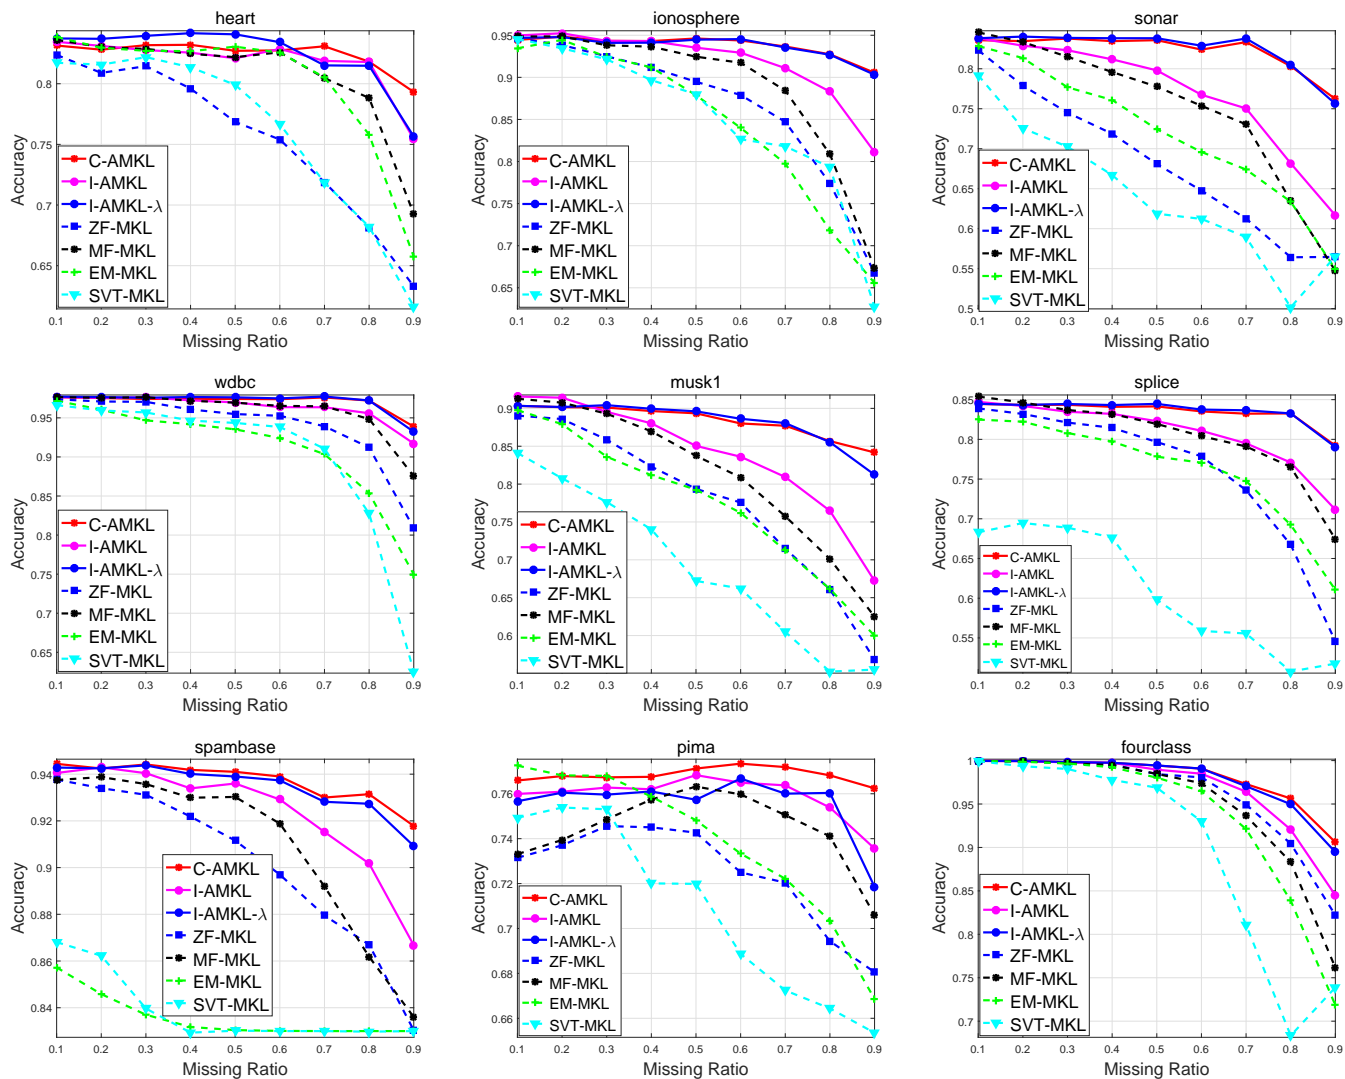 heart
Accuracy
0.8
0.75
0.7
0.65
C-AMKL
I-AMKL
I-AMKL-λ
ZF-MKL
MF-MKL
EM-MKL
SVT-MKL
0.1 0.2 0.3 0.4 0.5 0.6 0.7 0.8 0.9
Missing Ratio
ionosphere
Accuracy
0.95
0.9
0.85
0.8
0.75
0.7
0.65
C-AMKL
I-AMKL
I-AMKL-λ
ZF-MKL
MF-MKL
EM-MKL
SVT-MKL
0.1 0.2 0.3 0.4 0.5 0.6 0.7 0.8 0.9
Missing Ratio
sonar
Accuracy
0.8
0.75
0.7
0.65
0.6
0.55
0.5
C-AMKL
I-AMKL
I-AMKL-λ
ZF-MKL
MF-MKL
EM-MKL
SVT-MKL
0.1 0.2 0.3 0.4 0.5 0.6 0.7 0.8 0.9
Missing Ratio
wdbc
Accuracy
0.95
0.9
0.85
0.8
0.75
0.7
0.65
C-AMKL
I-AMKL
I-AMKL-λ
ZF-MKL
MF-MKL
EM-MKL
SVT-MKL
0.1 0.2 0.3 0.4 0.5 0.6 0.7 0.8 0.9
Missing Ratio
musk1
Accuracy
0.9
0.85
0.8
0.75
0.7
0.65
0.6
C-AMKL
I-AMKL
I-AMKL-λ
ZF-MKL
MF-MKL
EM-MKL
SVT-MKL
0.1 0.2 0.3 0.4 0.5 0.6 0.7 0.8 0.9
Missing Ratio
splice
Accuracy
0.85
0.8
0.75
0.7
0.65
0.6
0.55
C-AMKL
I-AMKL
I-AMKL-λ
ZF-MKL
MF-MKL
EM-MKL
SVT-MKL
0.1 0.2 0.3 0.4 0.5 0.6 0.7 0.8 0.9
Missing Ratio
spambase
Accuracy
0.94
0.92
0.9
0.88
0.86
0.84
C-AMKL
I-AMKL
I-AMKL-λ
ZF-MKL
MF-MKL
EM-MKL
SVT-MKL
0.1 0.2 0.3 0.4 0.5 0.6 0.7 0.8 0.9
Missing Ratio
pima
Accuracy
0.76
0.74
0.72
0.7
0.68
0.66
C-AMKL
I-AMKL
I-AMKL-λ
ZF-MKL
MF-MKL
EM-MKL
SVT-MKL
0.1 0.2 0.3 0.4 0.5 0.6 0.7 0.8 0.9
Missing Ratio
fourclass
Accuracy
1
0.95
0.9
0.85
0.8
0.75
0.7
C-AMKL
I-AMKL
I-AMKL-λ
ZF-MKL
MF-MKL
EM-MKL
SVT-MKL
0.1 0.2 0.3 0.4 0.5 0.6 0.7 0.8 0.9
Missing Ratio